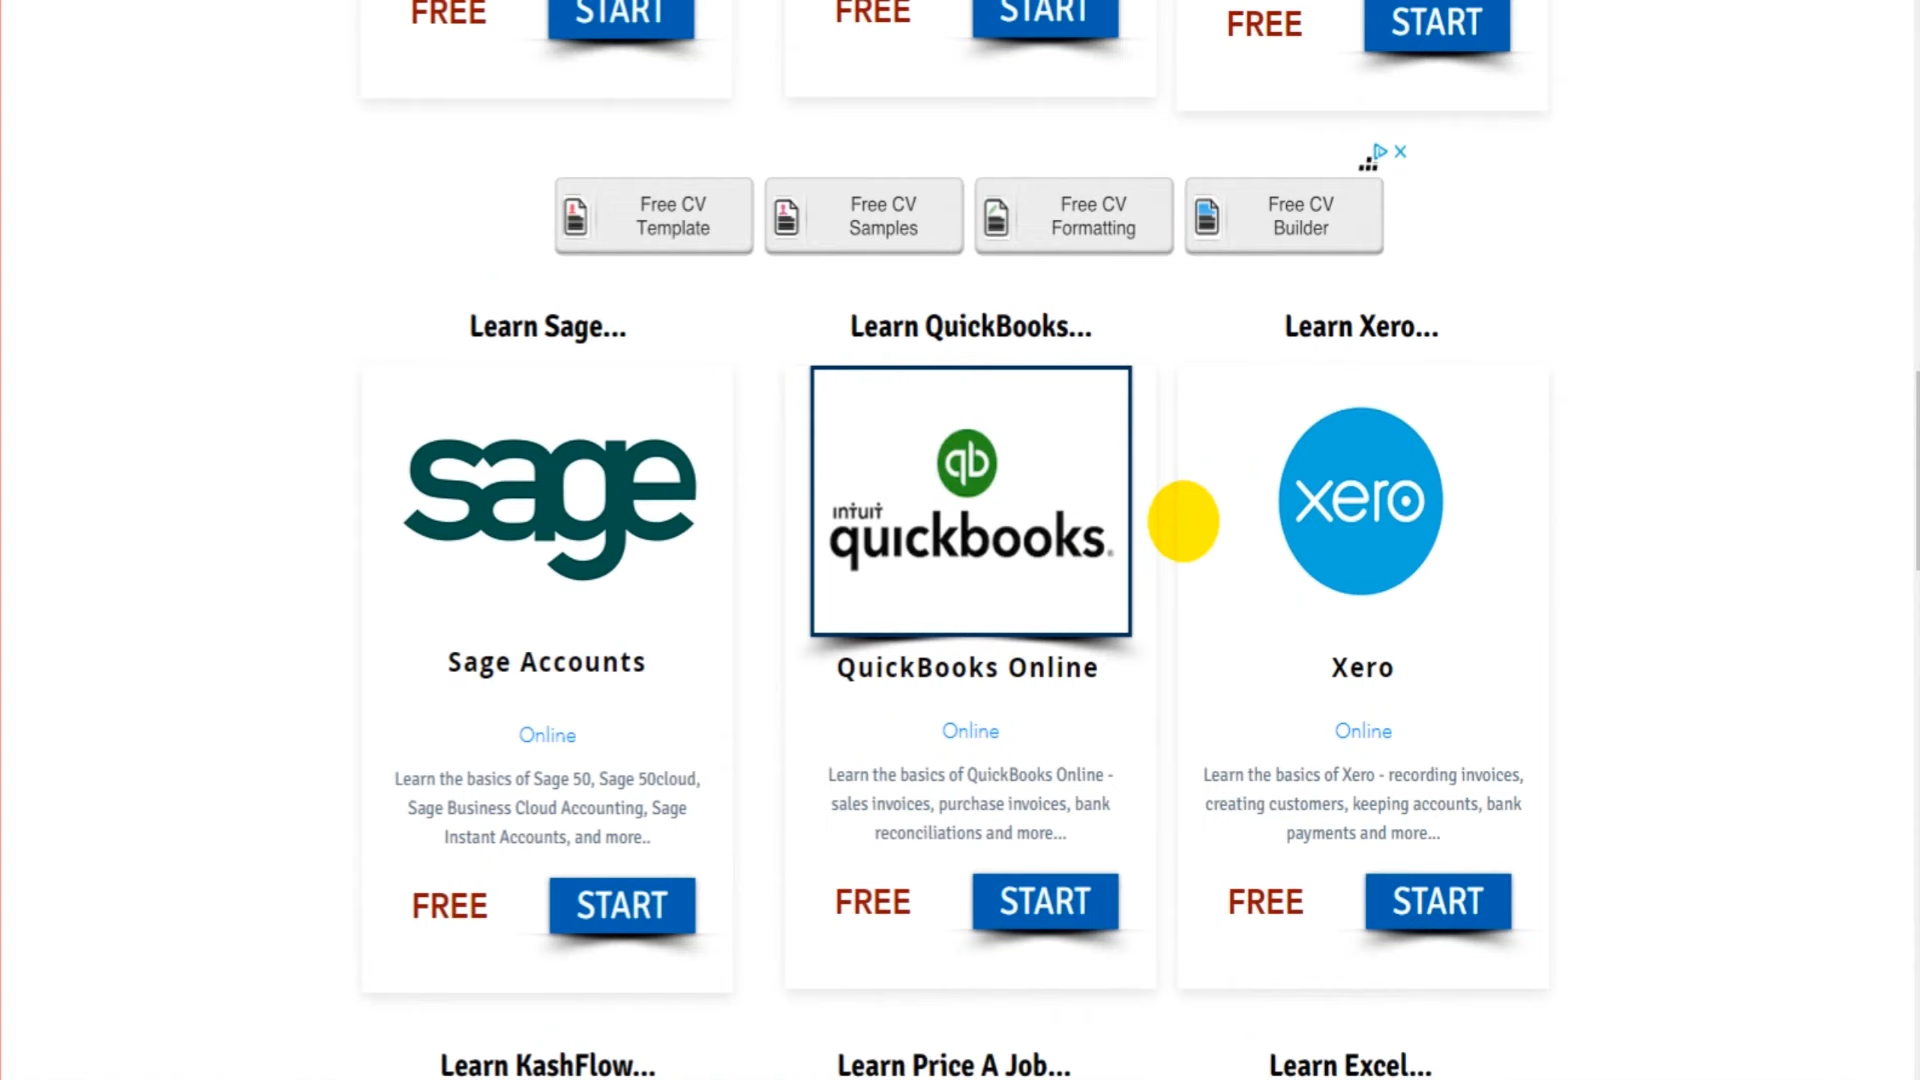 FREE START FREE START FREE START
Free CV
Template
Free CV
Samples
Free CV
Formatting
Free CV
Builder
Learn Sage... Learn QuickBooks... Learn Xero...
sage
qb
intuit
quickbooks.
xero
Sage Accounts
Online
Learn the basics of Sage 50, Sage 50cloud,
Sage Business Cloud Accounting, Sage
Instant Accounts, and more..
FREE START
QuickBooks Online
Online
Learn the basics of QuickBooks Online -
sales invoices, purchase invoices, bank
reconciliations and more...
FREE START
Xero
Online
Learn the basics of Xero - recording invoices,
creating customers, keeping accounts, bank
payments and more...
FREE START
Learn KashFlow... Learn Price A Job... Learn Excel...